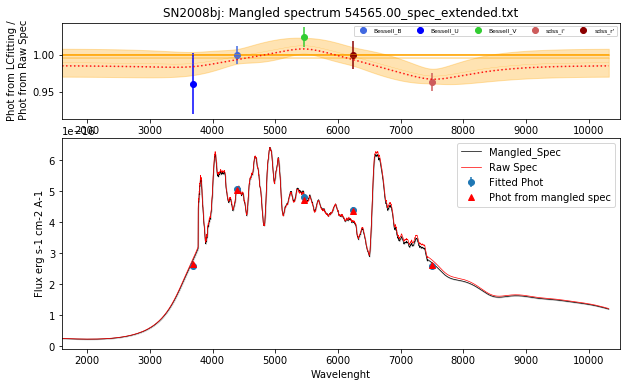 SN2008bj: Mangled spectrum 54565.00_spec_extended.txt
Phot from LCfitting /
Phot from Raw Spec
1.00
0.95
Bessell_B
Bessell_U
Bessell_V
sdss_i'
sdss_r'
2000 3000 4000 5000 6000 7000 8000 9000 10000
1e−16
Flux erg s-1 cm-2 A-1
6
5
4
3
2
1
0
Mangled_Spec
Raw Spec
Fitted Phot
Phot from mangled spec
2000 3000 4000 5000 6000 7000 8000 9000 10000
Wavelenght